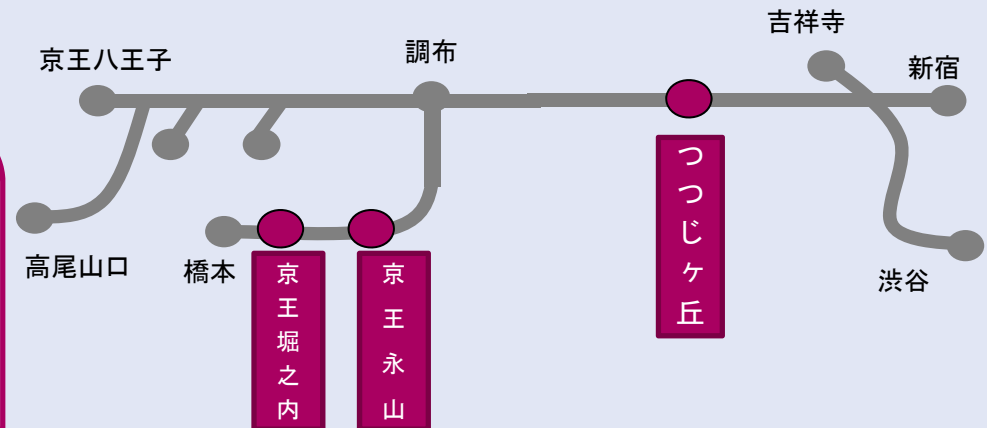 吉祥寺
京王八王子
調布
新宿
つつじヶ丘
高尾山口
橋本
京王堀之内
京王永山
渋谷